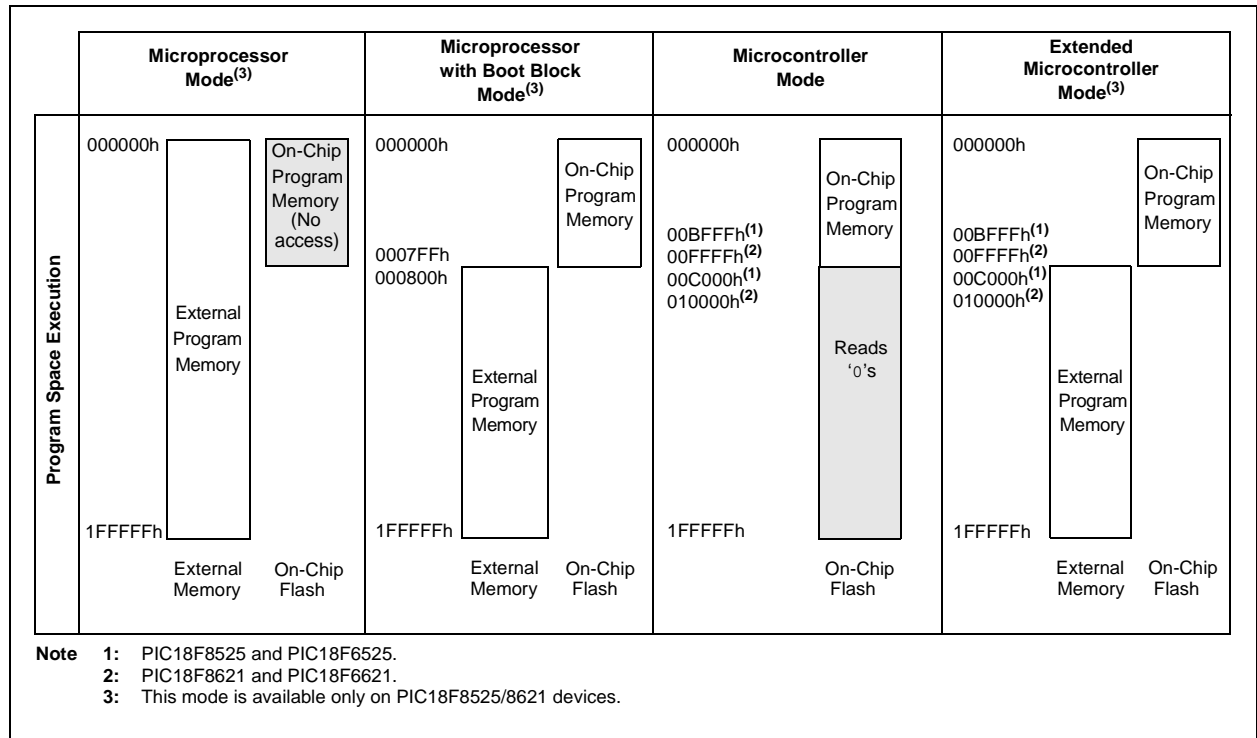 Microprocessor
Mode(3)
Microprocessor
with Boot Block
Mode(3)
Microcontroller
Mode
Extended
Microcontroller
Mode(3)
Program Space Execution
000000h
External
Program
Memory
1FFFFFh
On-Chip
Program
Memory
(No
access)
External
Memory
On-Chip
Flash
000000h
On-Chip
Program
Memory
0007FFh
000800h
External
Program
Memory
1FFFFFh
External
Memory
On-Chip
Flash
000000h
On-Chip
Program
Memory
00BFFFh(1)
00FFFFh(2)
00C000h(1)
010000h(2)
Reads
‘0’s
1FFFFFh
On-Chip
Flash
000000h
On-Chip
Program
Memory
00BFFFh(1)
00FFFFh(2)
00C000h(1)
010000h(2)
External
Program
Memory
1FFFFFh
External
Memory
On-Chip
Flash
Note 1: PIC18F8525 and PIC18F6525.
2: PIC18F8621 and PIC18F6621.
3: This mode is available only on PIC18F8525/8621 devices.